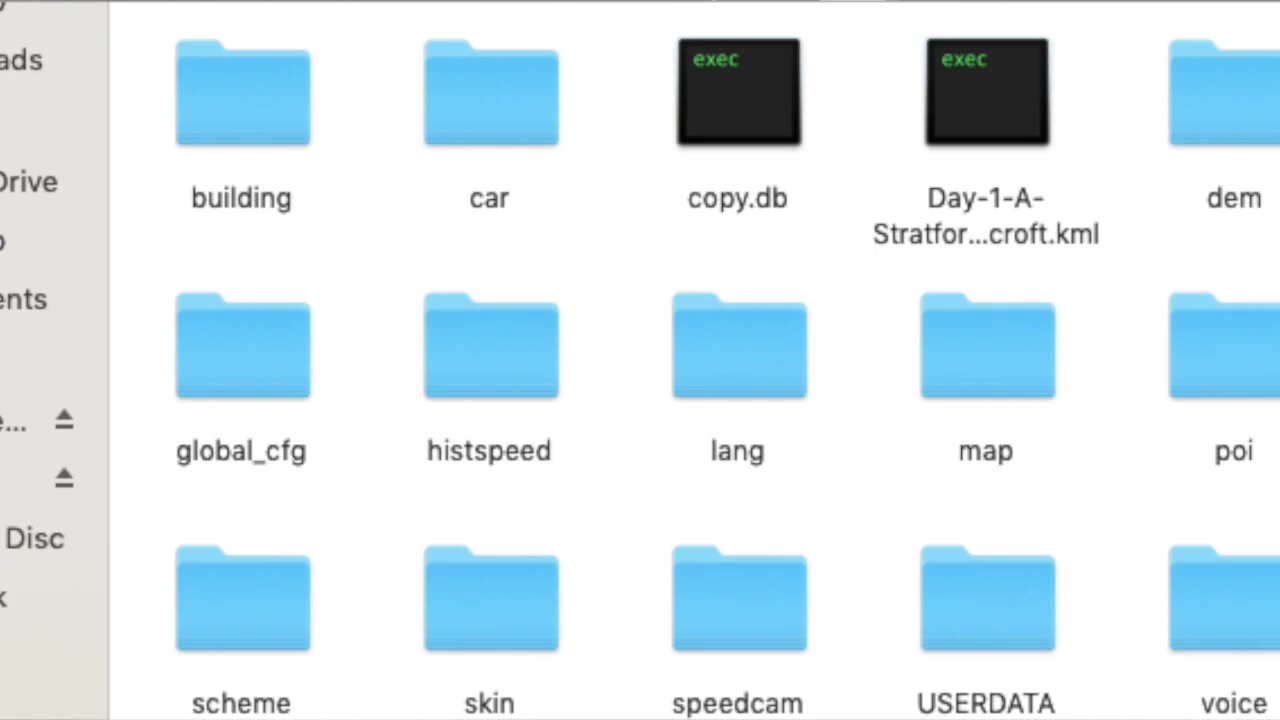 ads
Drive
ents
e...
Disc
k
exec
exec
building
car
copy.db
Day-1-A-
Stratfor...croft.kml
dem
global_cfg
histspeed
lang
map
poi
scheme
skin
speedcam
USERDATA
voice